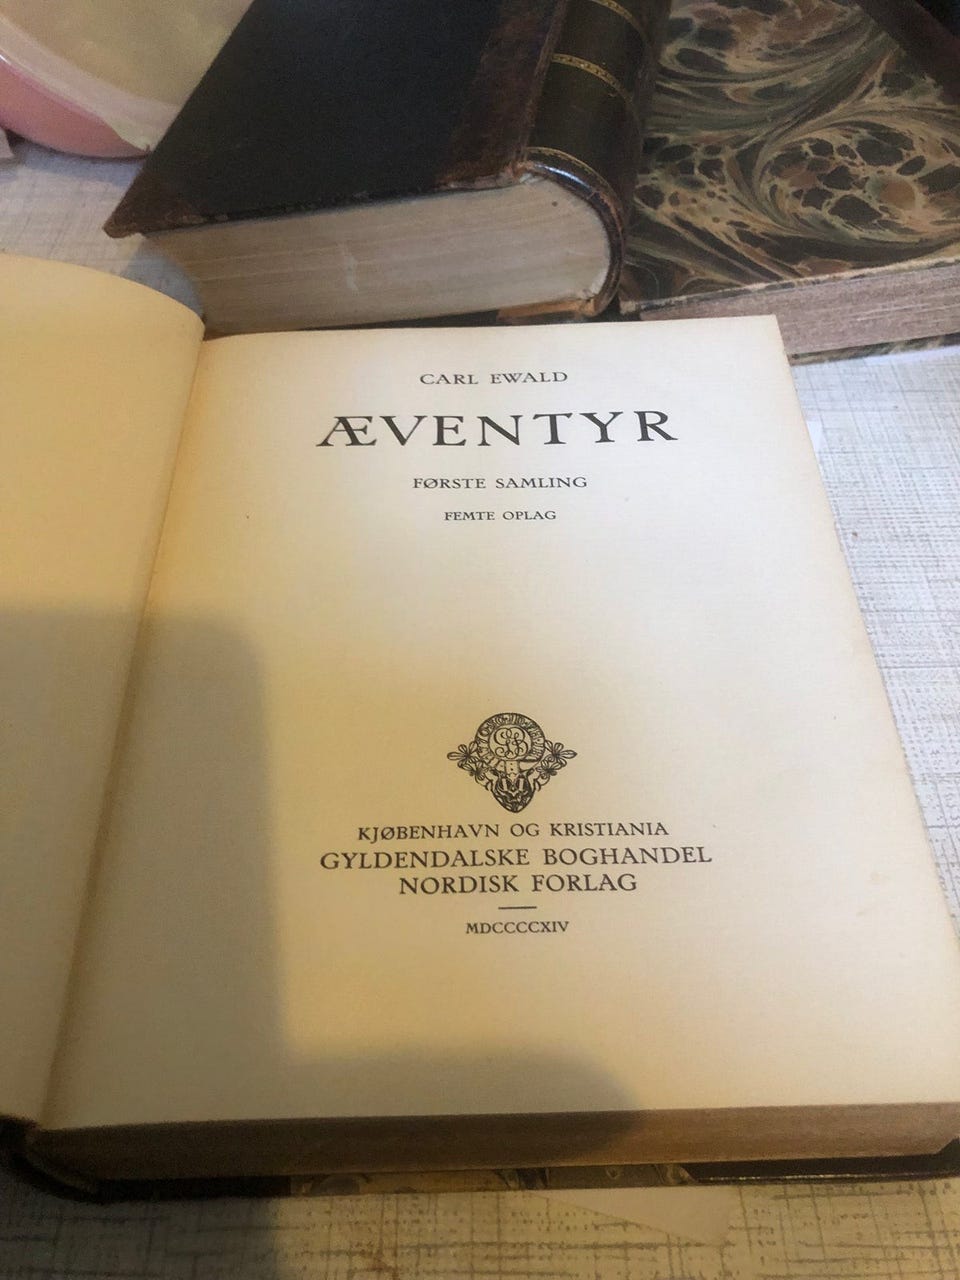 CARL EWALD
ÆVENTYR
FØRSTE SAMLING
FEMTE OPLAG
KJØBENHAVN OG KRISTIANIA
GYLDENDALSKE BOGHANDEL
NORDISK FORLAG
MDCCCCXIV